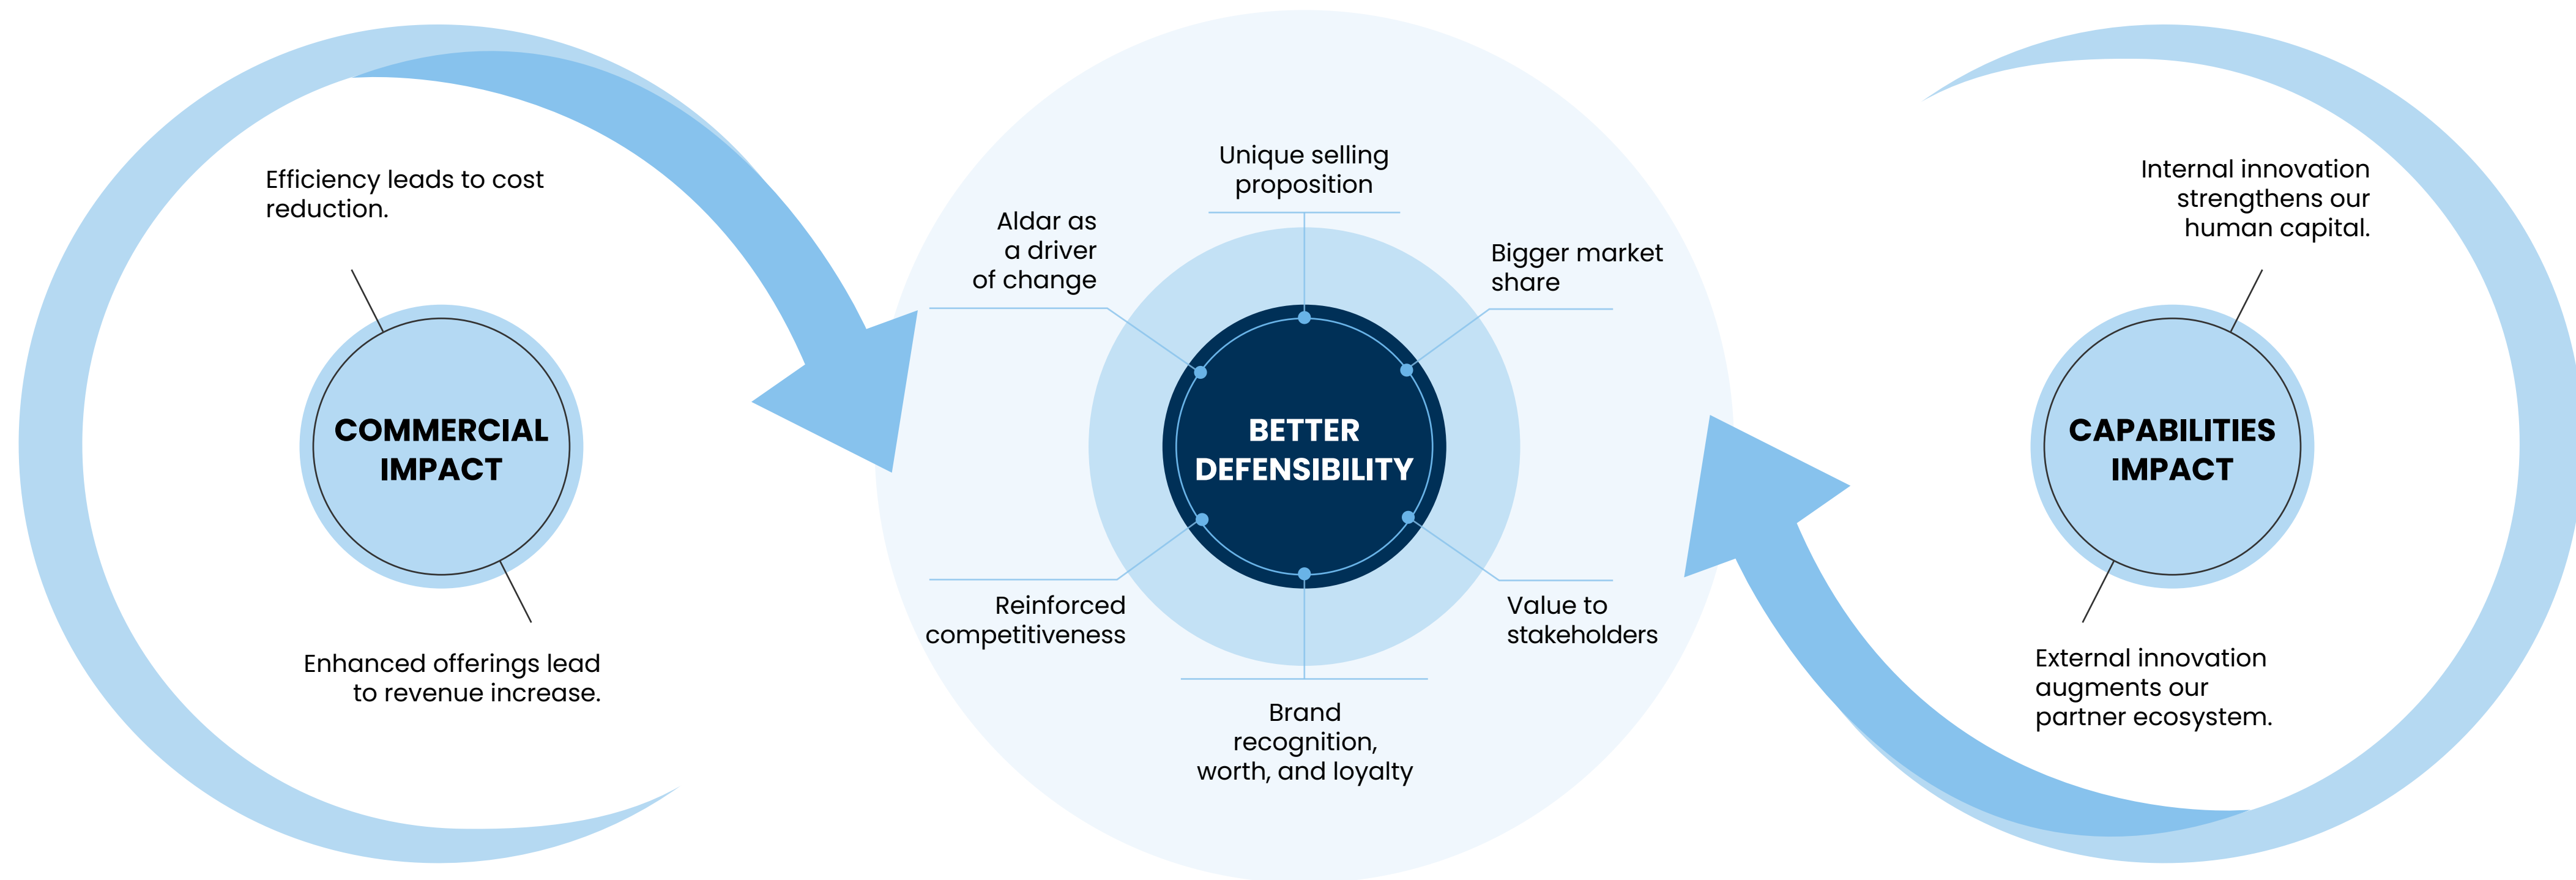 Efficiency leads to cost
reduction.
COMMERCIAL
IMPACT
Enhanced offerings lead
to revenue increase.
Unique selling
proposition
Aldar as
a driver
of change
Bigger market
share
BETTER
DEFENSIBILITY
Reinforced
competitiveness
Value to
stakeholders
Brand
recognition,
worth, and loyalty
Internal innovation
strengthens our
human capital.
CAPABILITIES
IMPACT
External innovation
augments our
partner ecosystem.